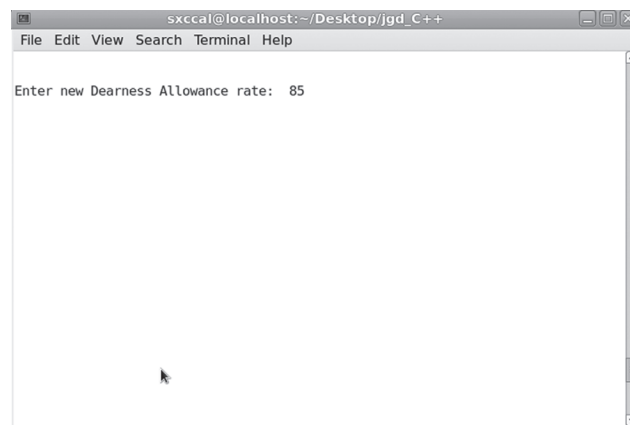 sxccal@localhost:~/Desktop/jgd_C++
File Edit View Search Terminal Help
Enter new Dearness Allowance rate:  85